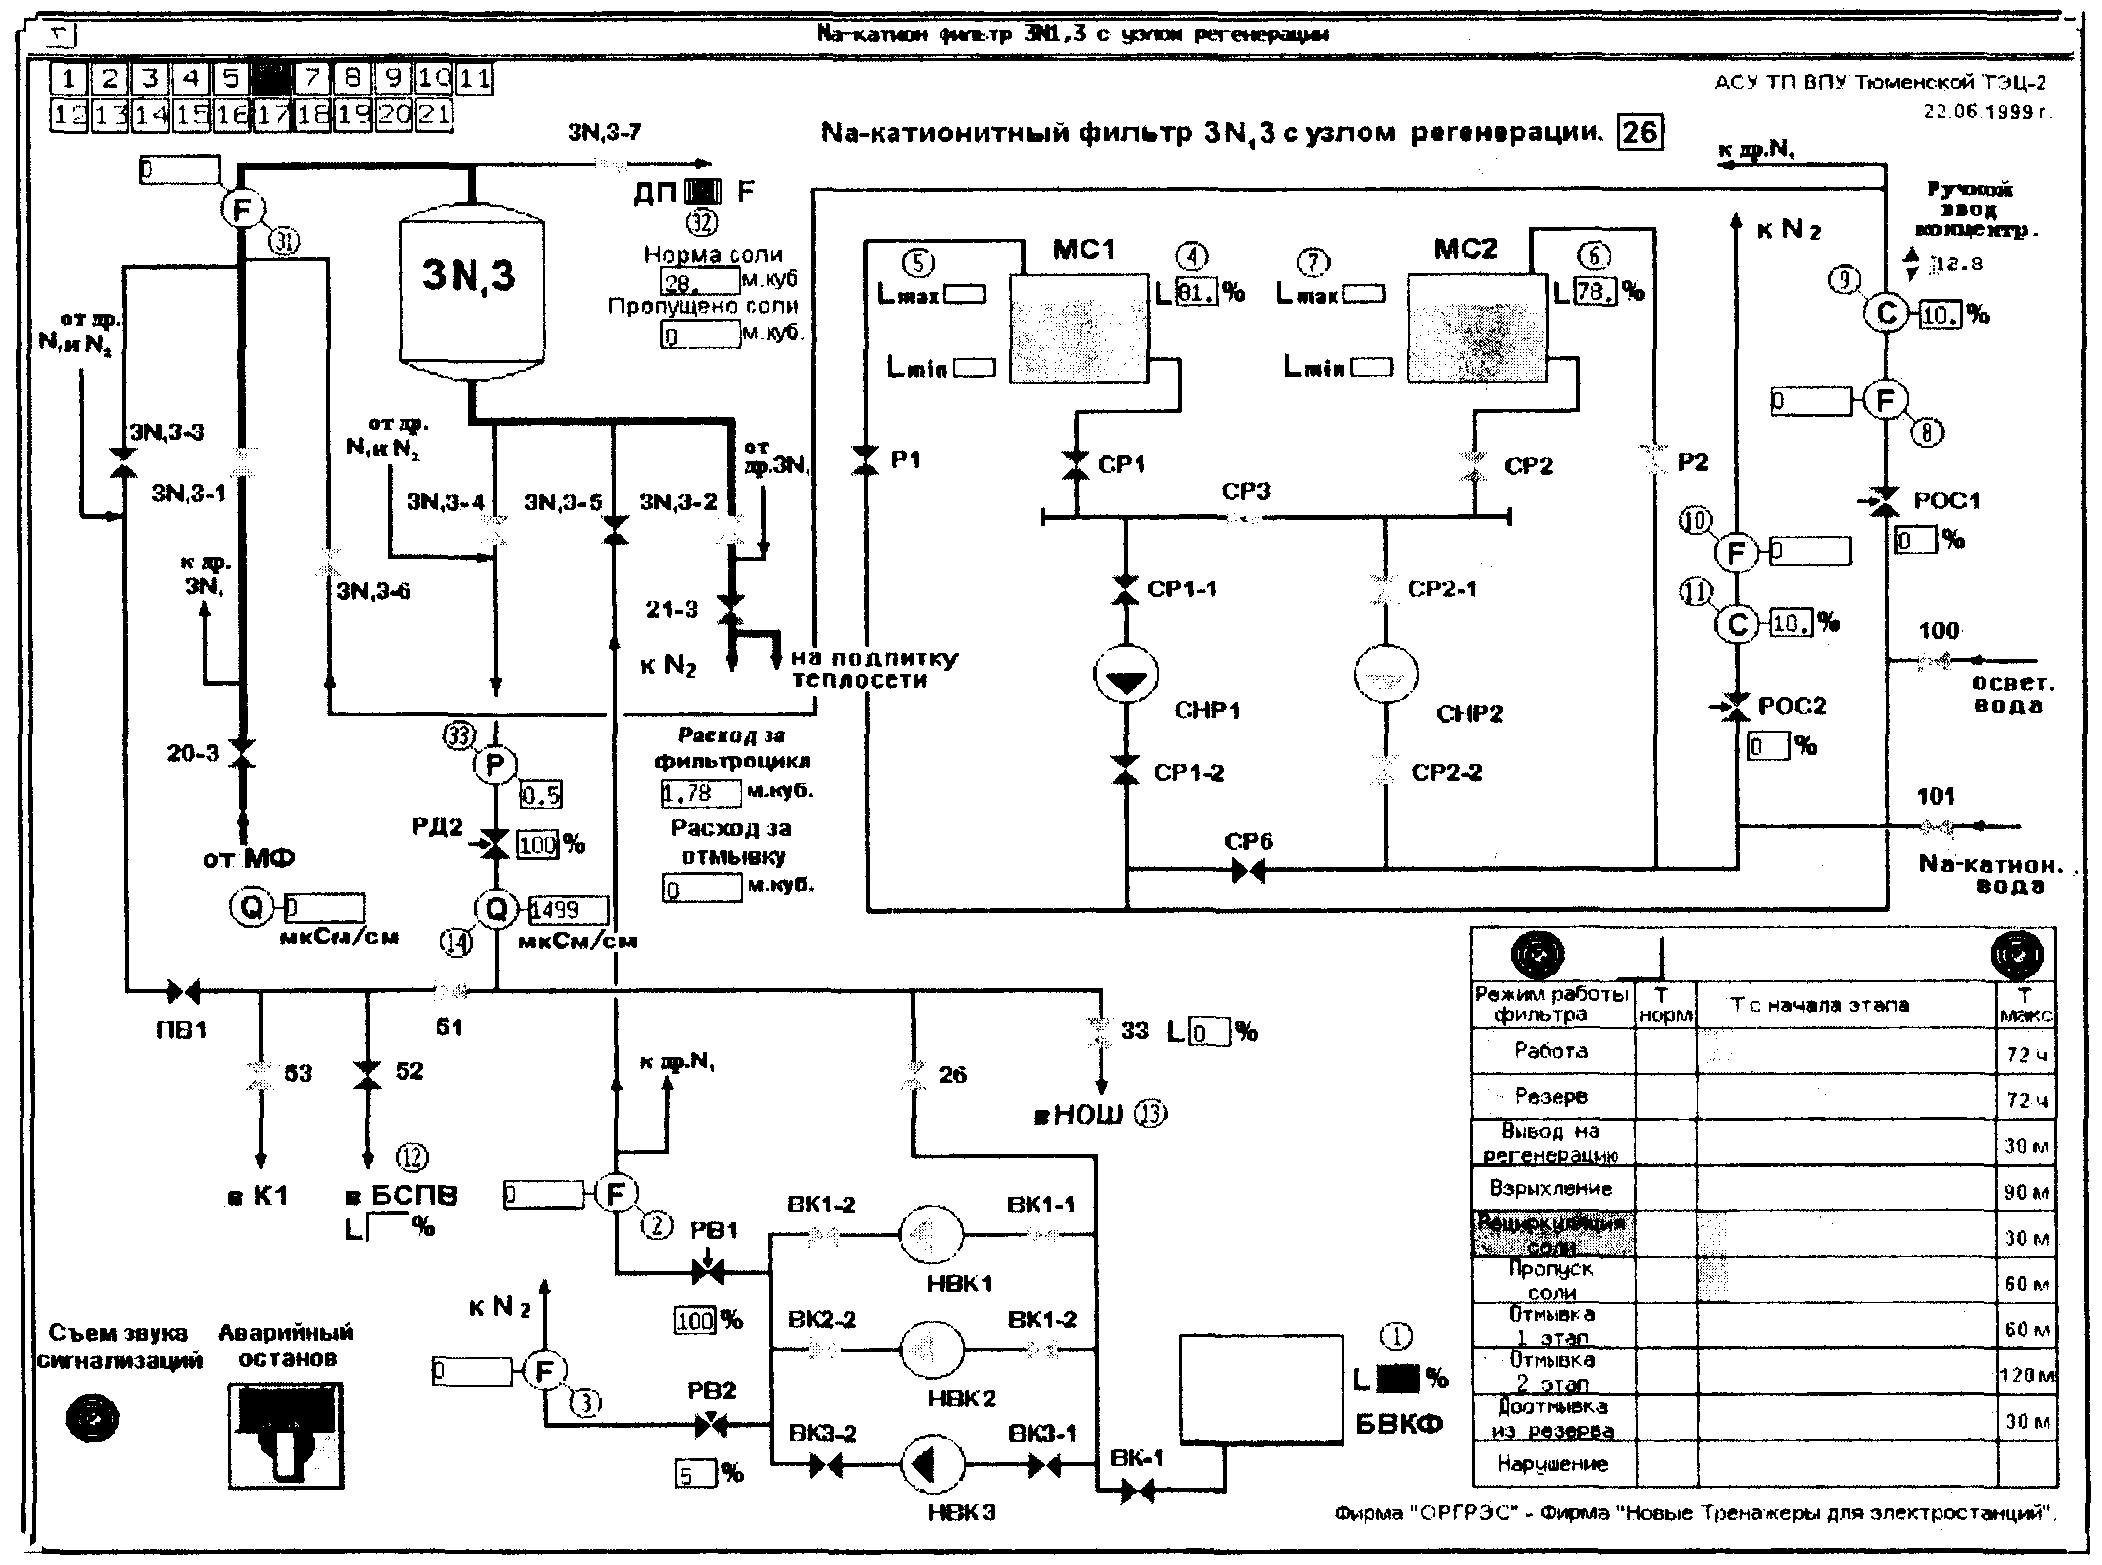 Na-катион фильтр 3N1,3 с узлом регенерации
1 2 3 4 5 7 8 9 10 11
12 13 14 15 16 17 18 19 20 21
АСУ ТП ВПУ Тюменской ТЭЦ-2
22.06.1999 г.
Na-катионитный фильтр 3N,3 с узлом регенерации. 26
3N,3-7
0
F
31
ДП F
32
Норма соли
28. м.куб
Пропущено соли
0 м.куб.
3N,3
от др.
N,и N2
3N,3-3
3N,3-1
от др.
N,и N2
3N,3-4
3N,3-5
3N,3-2
от
др.3N,
к др.
3N,
3N,3-6
21-3
к N2
на подпитку
теплосети
20-3
от МФ
Q 0
мкСм/см
33
P
0.5
РД2
100 %
Q 1499
14
мкСм/см
Расход за
фильтроцикл
1.78 м.куб.
Расход за
отмывку
0 м.куб.
МС1
5
Lmax
Lmin
4
L 81. %
МС2
7
Lmax
Lmin
6
L 78. %
Р1
СР1
СР2
Р2
СР3
СР1-1
СР2-1
СНР1
СНР2
СР1-2
СР2-2
СР6
к др.N,
к N2
Ручной
ввод
концентр.
12.8
9
C 10. %
0 F
8
РОС1
0 %
10
F 0
11
C 10. %
РОС2
0 %
100
освет.
вода
101
Na-катион.
вода
ПВ1
53
52
51
26
33 L 0 %
в НОШ 13
в К1
12
в БСПВ
L %
к др.N,
0 F
2
РВ1
100 %
к N2
0 F
3
РВ2
5 %
ВК1-2
ВК1-1
НВК1
ВК2-2
ВК1-2
НВК2
ВК3-2
ВК3-1
НВК3
ВК-1
1
L %
БВКФ
Съем звука
сигнализаций
Аварийный
останов
Режим работы
фильтра
Т
норм
Т с начала этапа
Т
макс
Работа 72 ч
Резерв 72 ч
Вывод на
регенерацию 30 м
Взрыхление 90 м
Рециркуляция
соли 30 м
Пропуск
соли 60 м
Отмывка
1 этап 60 м
Отмывка
2 этап 120 м
Доотмывка
из резерва 30 м
Нарушение
Фирма "ОРГРЭС" - Фирма "Новые Тренажеры для электростанций".